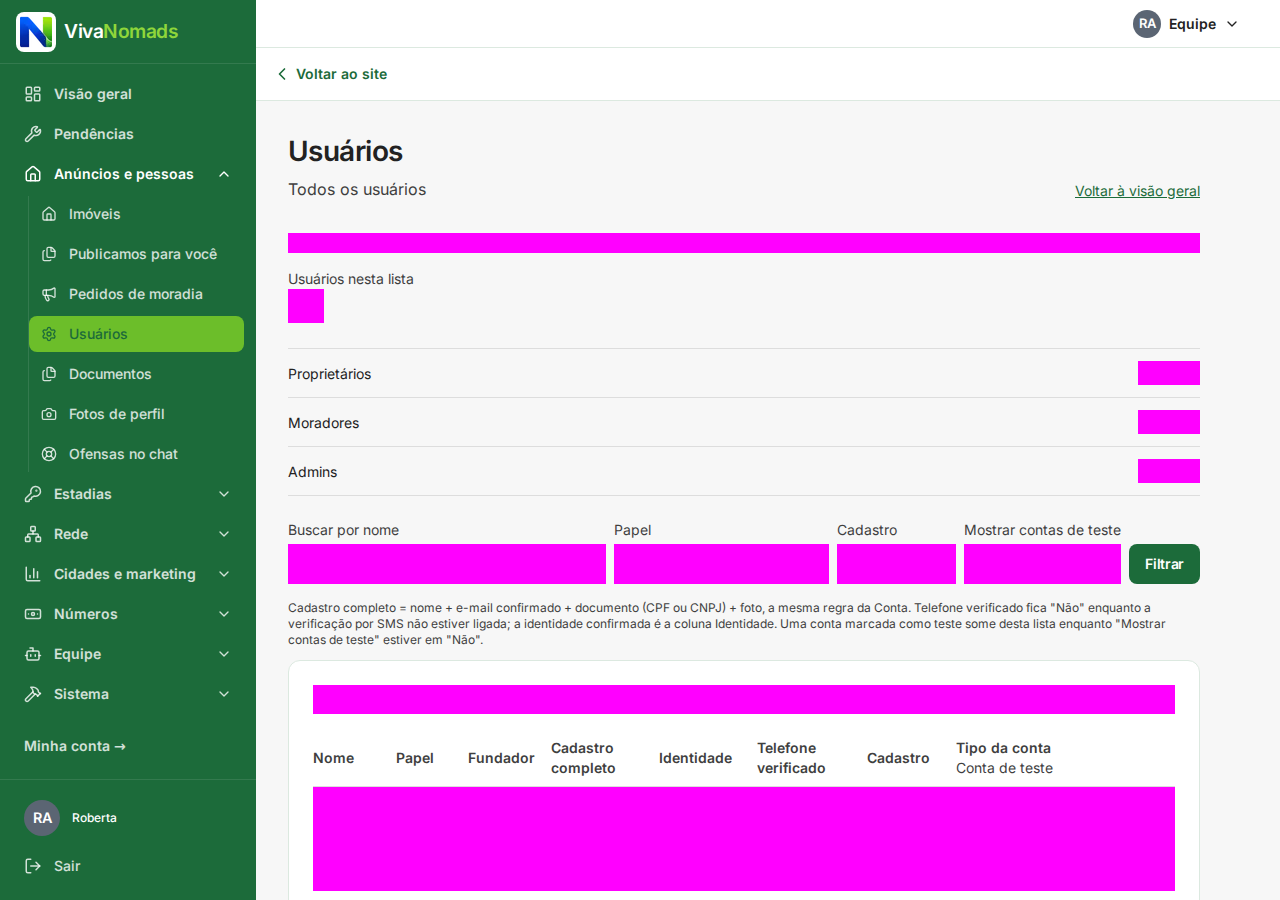 VivaNomads
RA Equipe
Voltar ao site
Visão geral
Pendências
Anúncios e pessoas
Imóveis
Publicamos para você
Pedidos de moradia
Usuários
Documentos
Fotos de perfil
Ofensas no chat
Estadias
Rede
Cidades e marketing
Números
Equipe
Sistema
Minha conta →
RA Roberta
Sair
Usuários
Todos os usuários
Voltar à visão geral
Usuários nesta lista
Proprietários
Moradores
Admins
Buscar por nome Papel Cadastro Mostrar contas de teste
Filtrar
Cadastro completo = nome + e-mail confirmado + documento (CPF ou CNPJ) + foto, a mesma regra da Conta. Telefone verificado fica "Não" enquanto a
verificação por SMS não estiver ligada; a identidade confirmada é a coluna Identidade. Uma conta marcada como teste some desta lista enquanto "Mostrar
contas de teste" estiver em "Não".
Nome Papel Fundador Cadastro completo Identidade Telefone verificado Cadastro Tipo da conta
Conta de teste